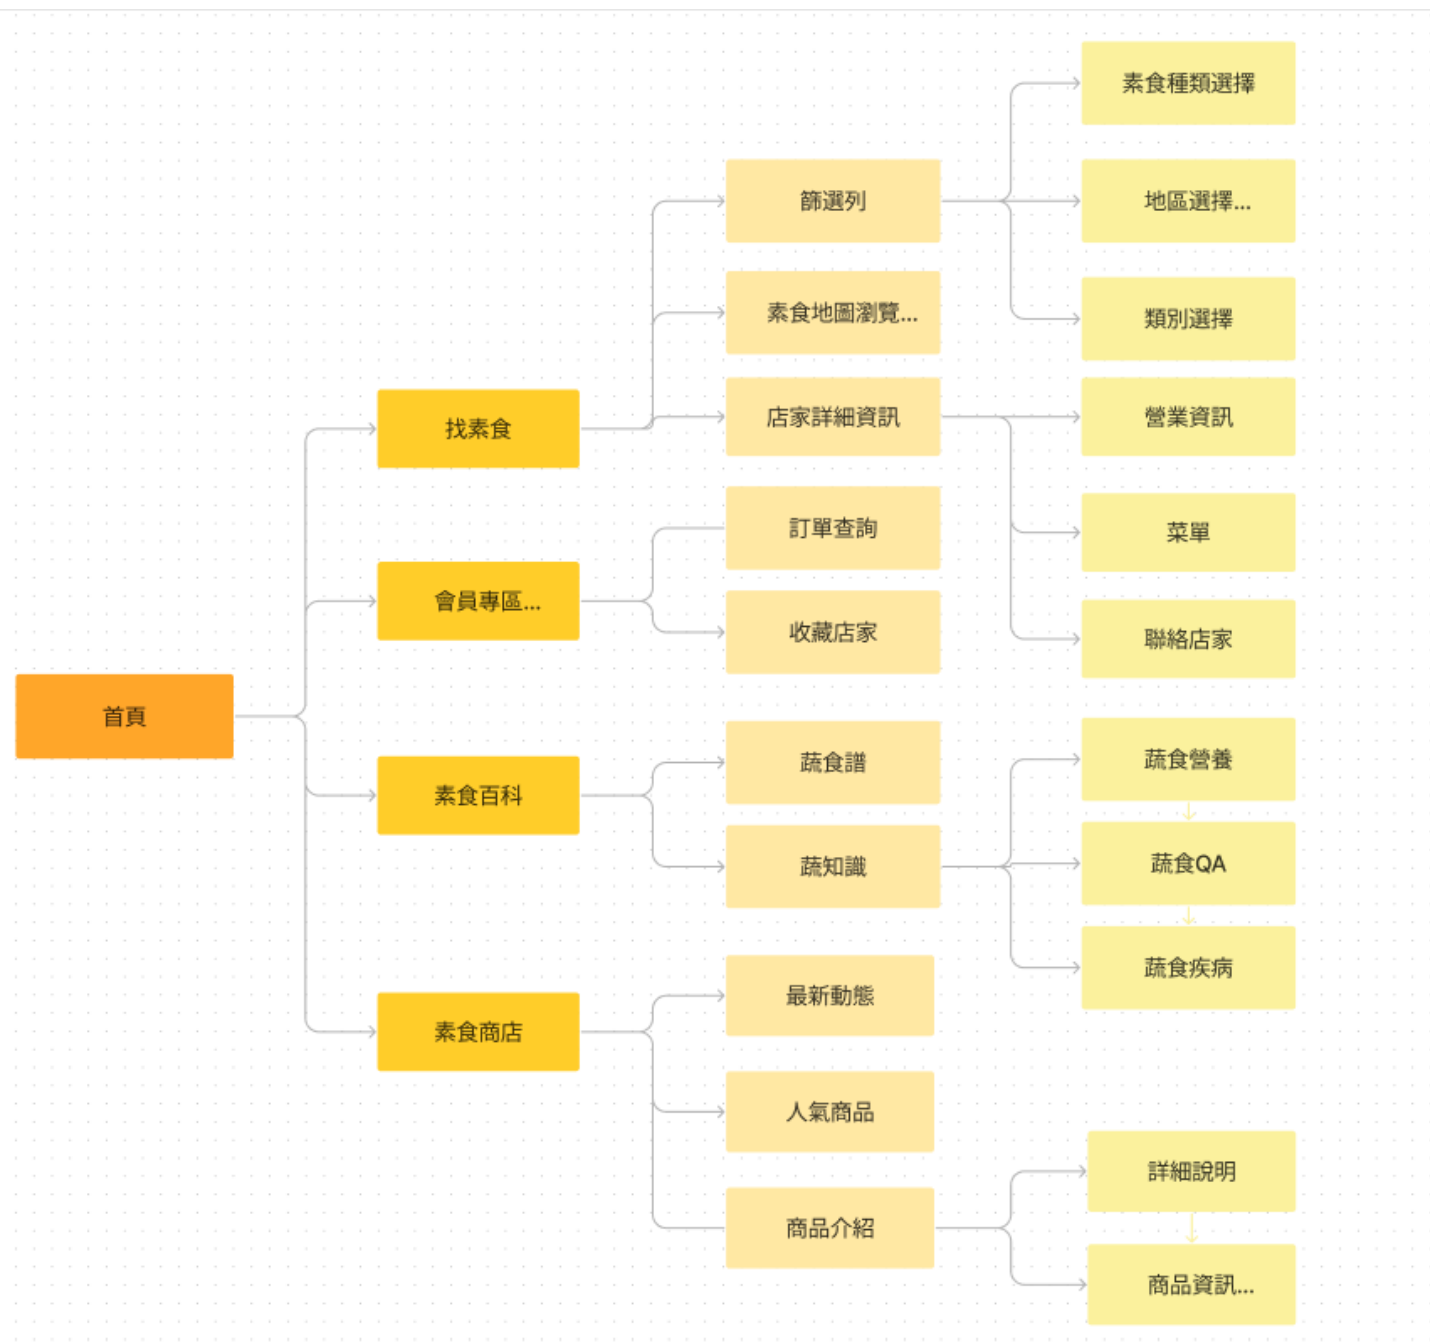 素食種類選擇
篩選列
地區選擇...
素食地圖瀏覽...
類別選擇
找素食
店家詳細資訊
營業資訊
訂單查詢
菜單
會員專區...
收藏店家
聯絡店家
首頁
素食百科
蔬食譜
蔬食營養
蔬知識
蔬食QA
蔬食疾病
素食商店
最新動態
人氣商品
商品介紹
詳細說明
商品資訊...